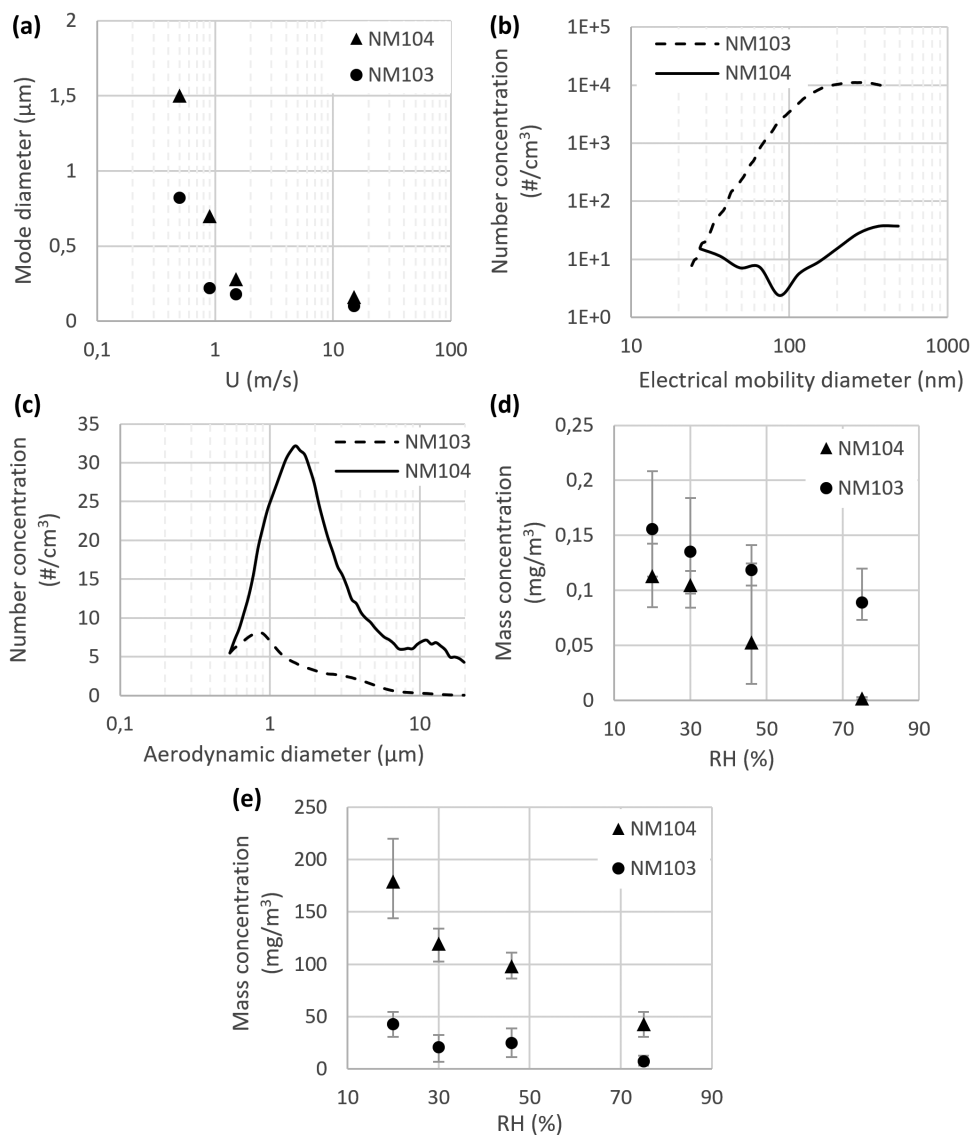 (a)
2
1,5
1
0,5
0
Mode diameter (µm)
NM104
NM103
0,1
1
10
100
U (m/s)
(b)
1E+5
1E+4
1E+3
1E+2
1E+1
1E+0
Number concentration
(#/cm³)
NM103
NM104
10
100
1000
Electrical mobility diameter (nm)
(c)
35
30
25
20
15
10
5
0
Number concentration
(#/cm³)
NM103
NM104
0,1
1
10
Aerodynamic diameter (µm)
(d)
0,25
0,2
0,15
0,1
0,05
0
Mass concentration
(mg/m³)
NM104
NM103
10
30
50
70
90
RH (%)
(e)
250
200
150
100
50
0
Mass concentration
(mg/m³)
NM104
NM103
10
30
50
70
90
RH (%)